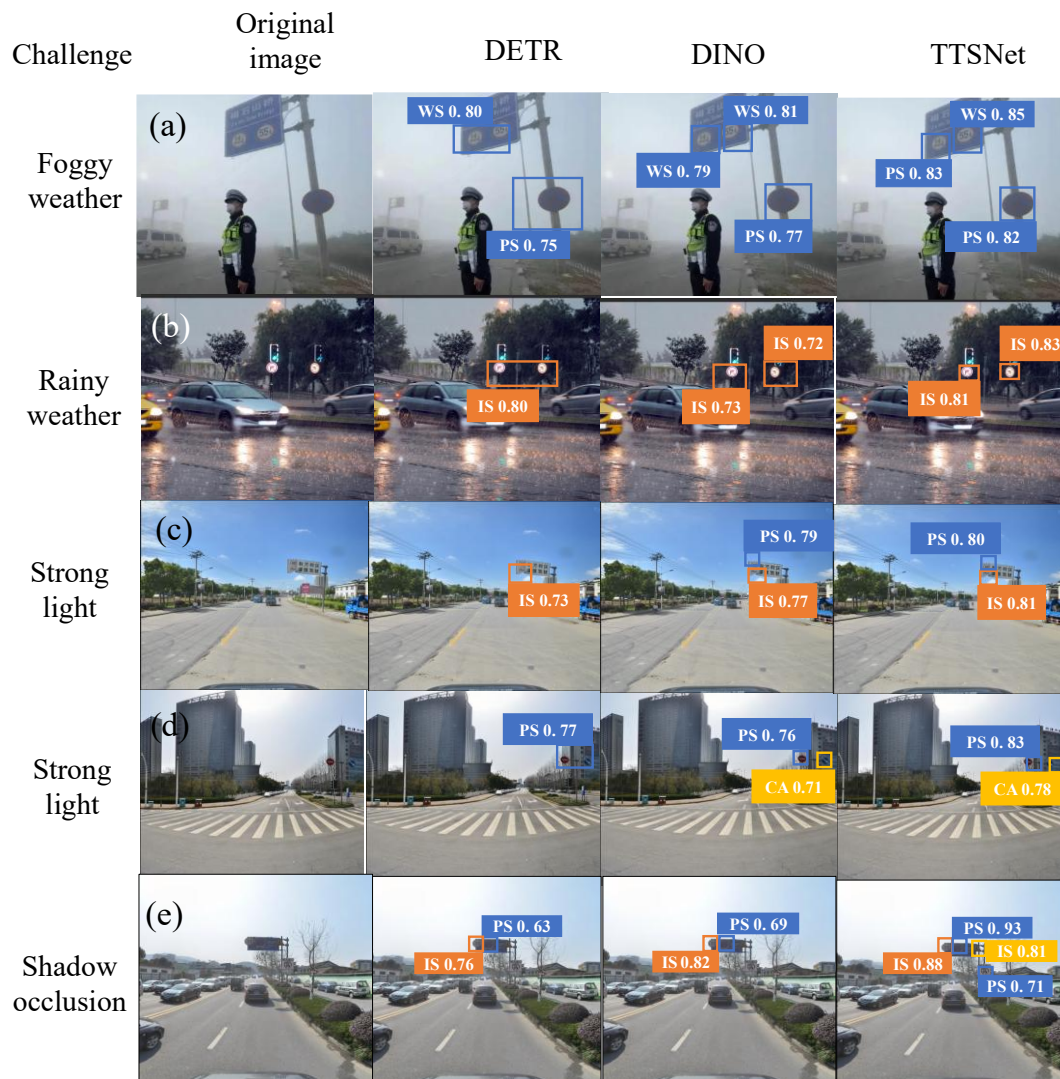 Challenge
Original
image
DETR
DINO
TTSNet
Foggy
weather
(a)
WS 0. 80
PS 0. 75
WS 0. 81
WS 0. 79
PS 0. 77
WS 0. 85
PS 0. 83
PS 0. 82
Rainy
weather
(b)
IS 0.80
IS 0.72
IS 0.73
IS 0.83
IS 0.81
Strong
light
(c)
IS 0.73
PS 0. 79
IS 0.77
PS 0. 80
IS 0.81
Strong
light
(d)
PS 0. 77
PS 0. 76
CA 0.71
PS 0. 83
CA 0.78
Shadow
occlusion
(e)
PS 0. 63
IS 0.76
PS 0. 69
IS 0.82
PS 0. 93
IS 0.81
IS 0.88
PS 0. 71